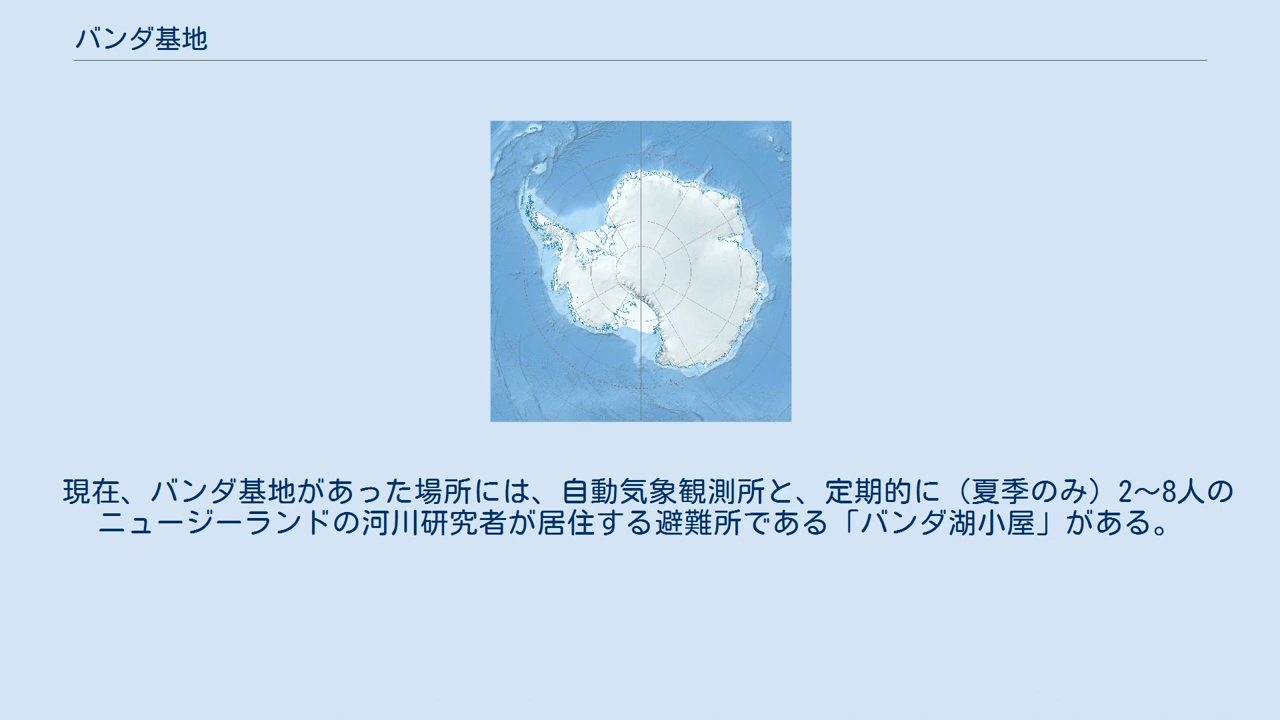 バンダ基地
現在、バンダ基地があった場所には、自動気象観測所と、定期的に（夏季のみ）2〜8人の
ニュージーランドの河川研究者が居住する避難所である「バンダ湖小屋」がある。